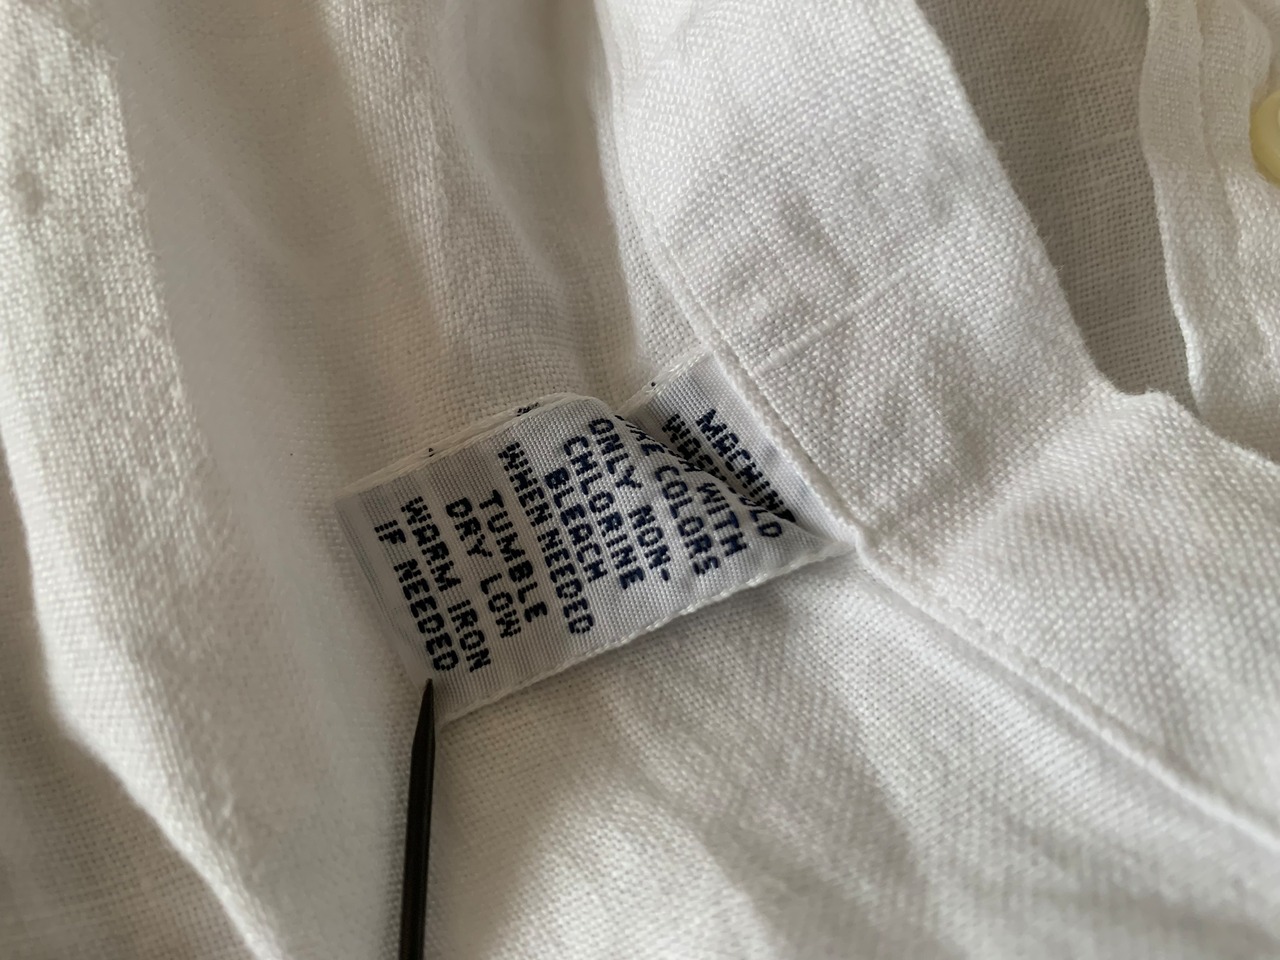 MACHINE
WASH COLD
WITH
LIKE COLORS
ONLY NON-
CHLORINE
BLEACH
WHEN NEEDED
TUMBLE
DRY LOW
WARM IRON
IF NEEDED